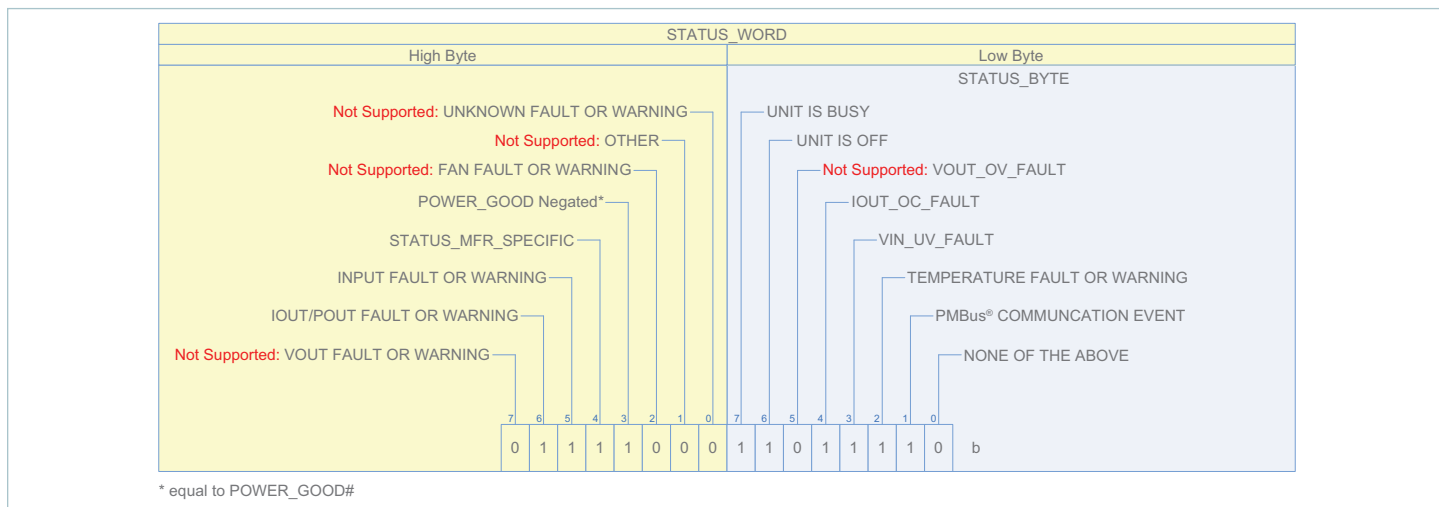 STATUS_WORD
High Byte Low Byte
STATUS_BYTE
Not Supported: UNKNOWN FAULT OR WARNING UNIT IS BUSY
Not Supported: OTHER UNIT IS OFF
Not Supported: FAN FAULT OR WARNING Not Supported: VOUT_OV_FAULT
POWER_GOOD Negated* IOUT_OC_FAULT
STATUS_MFR_SPECIFIC VIN_UV_FAULT
INPUT FAULT OR WARNING TEMPERATURE FAULT OR WARNING
IOUT/POUT FAULT OR WARNING PMBus® COMMUNCATION EVENT
Not Supported: VOUT FAULT OR WARNING NONE OF THE ABOVE
7 6 5 4 3 2 1 0 7 6 5 4 3 2 1 0
0 1 1 1 1 0 0 0 1 1 0 1 1 1 1 0 b
* equal to POWER_GOOD#